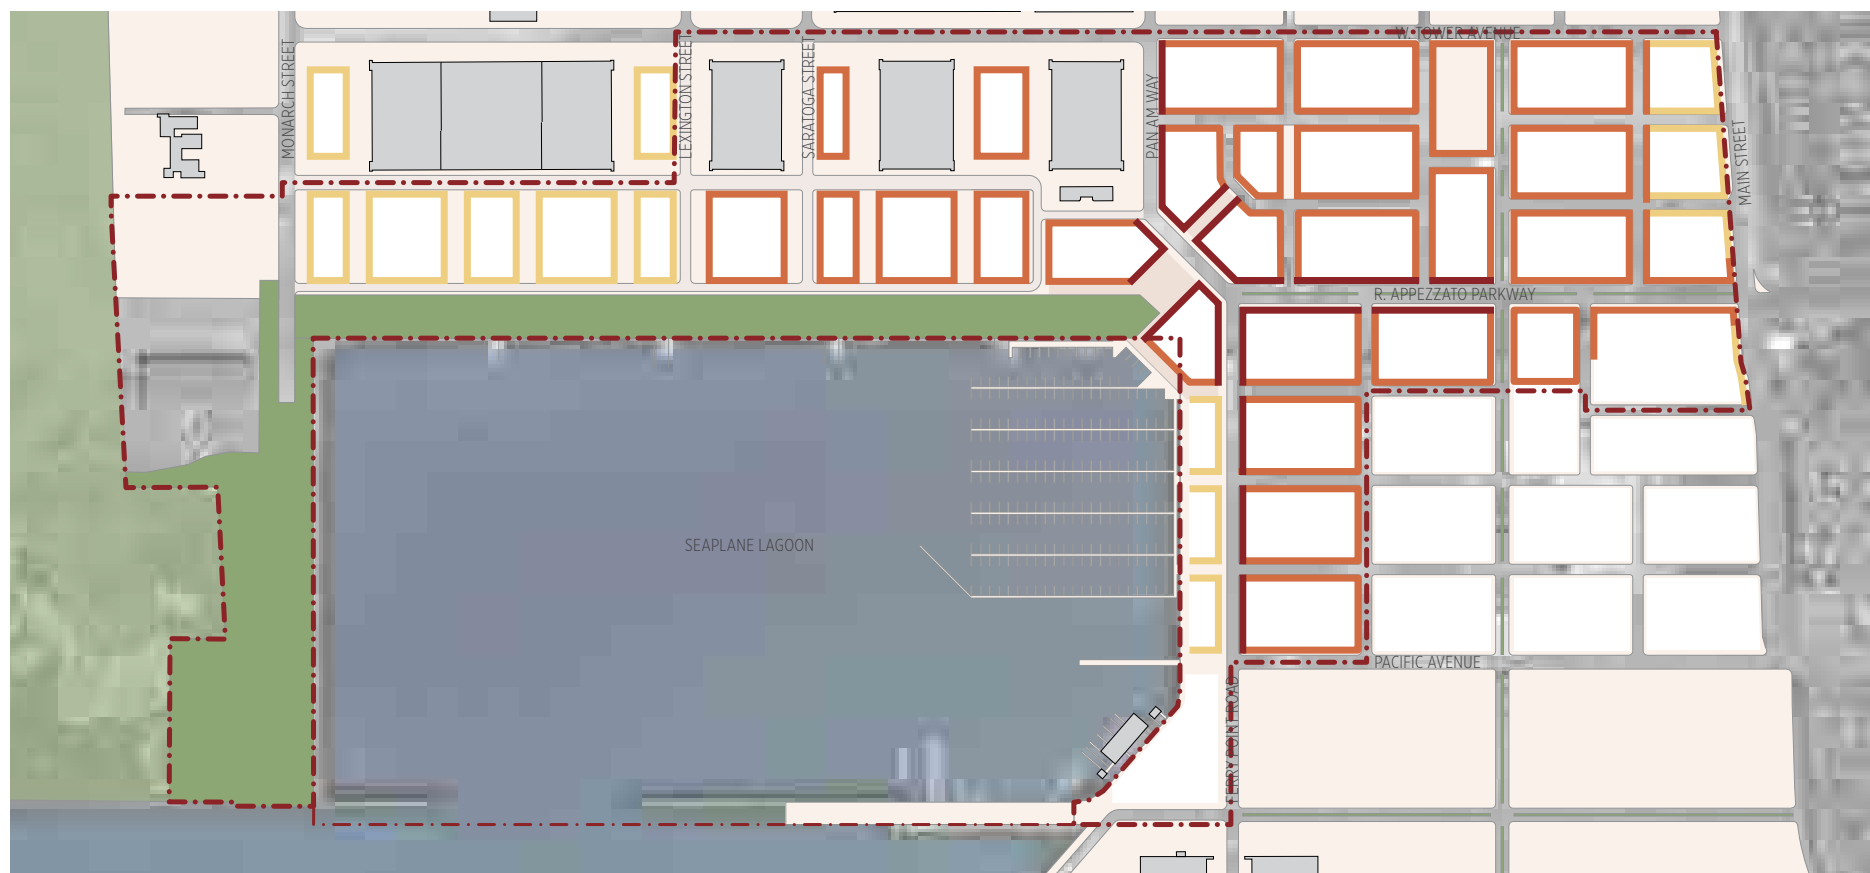 W. TOWER AVENUE
MONARCH STREET
LEXINGTON STREET
SARATOGA STREET
PAN AM WAY
MAIN STREET
R. APPEZZATO PARKWAY
SEAPLANE LAGOON
PACIFIC AVENUE
FERRY POINT ROAD